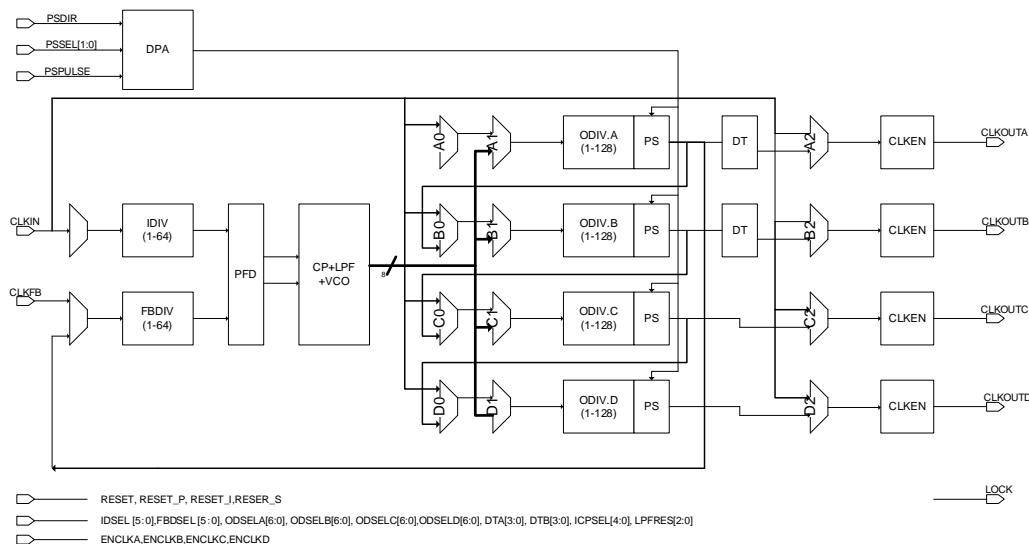 PSDIR
PSSEL[1:0]
PSPULSE
DPA
A0
A1
ODIV.A
(1-128)
PS
DT
A2
CLKEN
CLKOUTA
CLKIN
IDIV
(1-64)
B0
B1
ODIV.B
(1-128)
PS
DT
B2
CLKEN
CLKOUTB
PFD
CP+LPF
+VCO
8
CLKFB
FBDIV
(1-64)
C0
C1
ODIV.C
(1-128)
PS
C2
CLKEN
CLKOUTC
D0
D1
ODIV.D
(1-128)
PS
D2
CLKEN
CLKOUTD
LOCK
RESET, RESET_P, RESET_I,RESER_S
IDSEL [5:0],FBDSEL [5:0], ODSELA[6:0], ODSELB[6:0], ODSELC[6:0],ODSELD[6:0], DTA[3:0], DTB[3:0], ICPSEL[4:0], LPFRES[2:0]
ENCLKA,ENCLKB,ENCLKC,ENCLKD